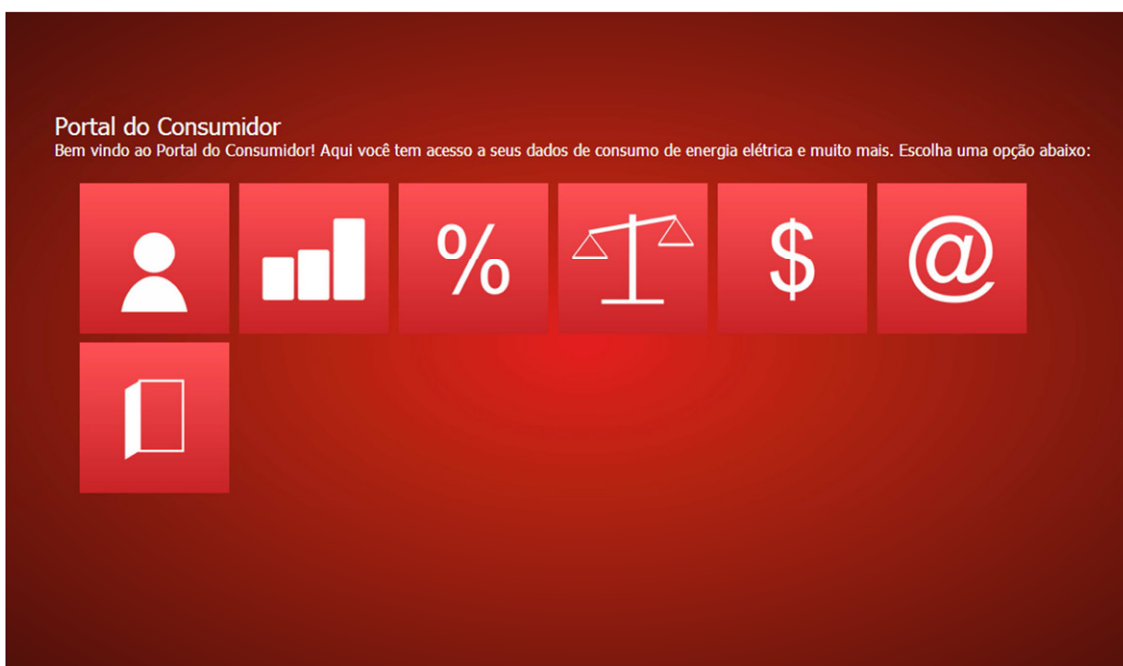 Portal do Consumidor
Bem vindo ao Portal do Consumidor! Aqui você tem acesso a seus dados de consumo de energia elétrica e muito mais. Escolha uma opção abaixo:
% $ @